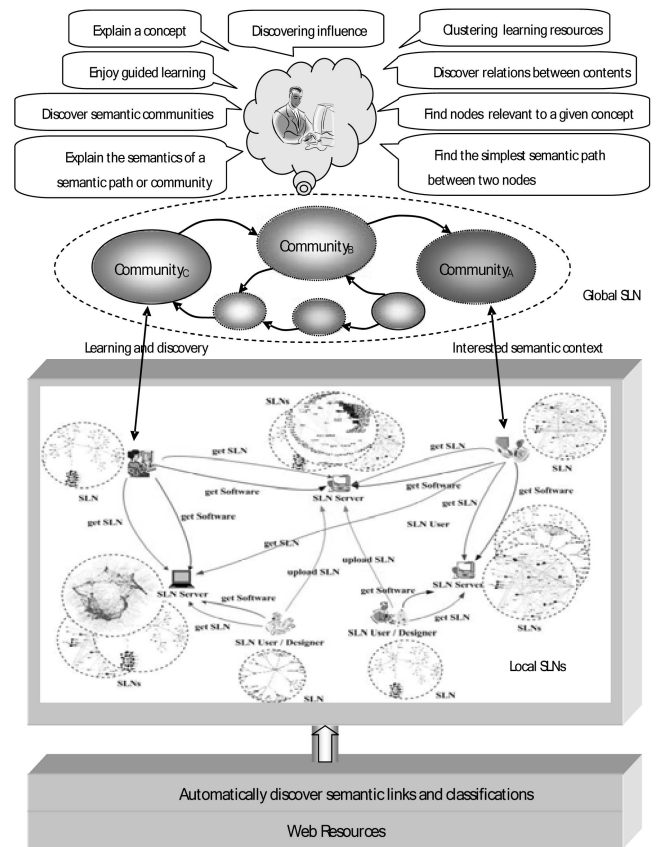 Explain a concept
Discovering influence
Clustering learning resources
Enjoy guided learning
Discover relations between contents
Discover semantic communities
Find nodes relevant to a given concept
Explain the semantics of a
semantic path or community
Find the simplest semantic path
between two nodes
CommunityC
CommunityB
CommunityA
Global SLN
Learning and discovery
Interested semantic context
SLNs
get SLN
get SLN
SLN
SLN
get Software
SLN Server
get Software
get SLN
get Software
get SLN
get Software
SLN User
get SLN
upload SLN
upload SLN
SLN Server
get Software
get Software
SLN Server
get SLN
get SLN
SLN User / Designer
SLN User / Designer
SLNs
SLNs
SLN
SLN
Local SLNs
Automatically discover semantic links and classifications
Web Resources